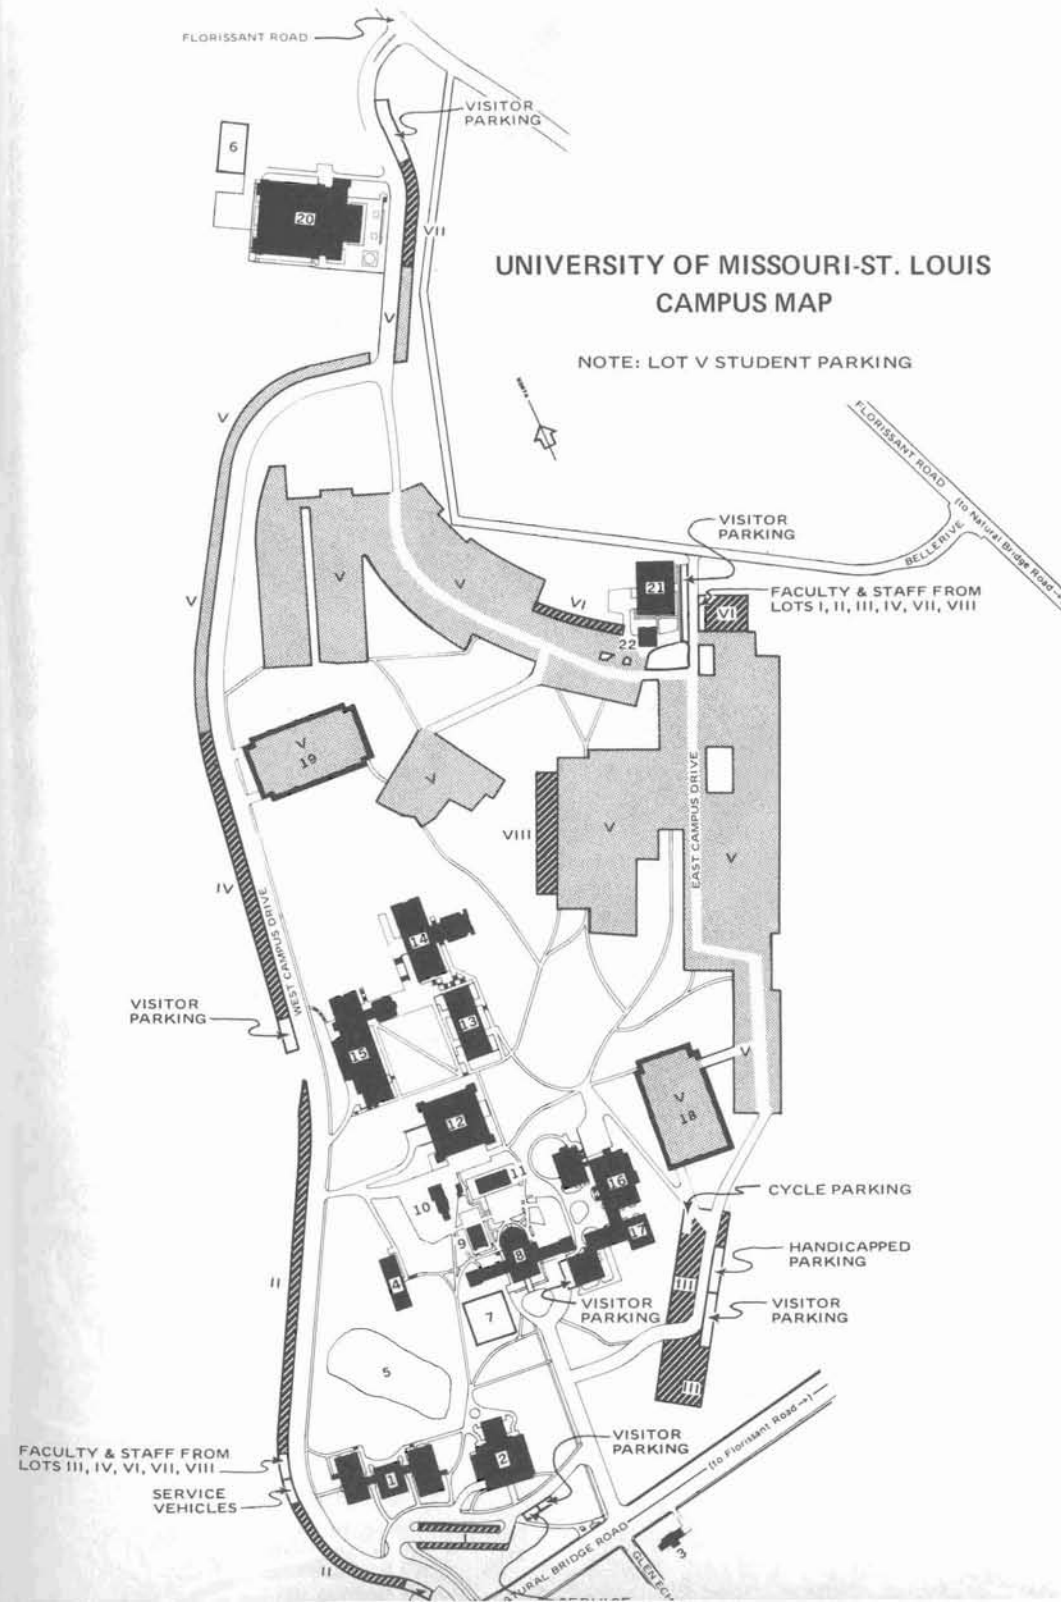 FLORISSANT ROAD
VISITOR
PARKING
6
20
VII
UNIVERSITY OF MISSOURI-ST. LOUIS
CAMPUS MAP
V
NOTE: LOT V STUDENT PARKING
NORTH
V
FLORISSANT ROAD
(to Natural Bridge Road→)
BELLERIVE
VISITOR
PARKING
V
V
V
21
VI
FACULTY & STAFF FROM
LOTS I, II, III, IV, VII, VIII
VI
22
V
19
V
EAST CAMPUS DRIVE
VIII
V
V
IV
WEST CAMPUS DRIVE
14
VISITOR
PARKING
13
15
V
V
18
12
11
16
10
CYCLE PARKING
9
8
17
HANDICAPPED
PARKING
II
4
III
VISITOR
PARKING
VISITOR
PARKING
7
5
III
(to Florissant Road→)
VISITOR
PARKING
FACULTY & STAFF FROM
LOTS III, IV, VI, VII, VIII
1
2
SERVICE
VEHICLES
I
3
NATURAL BRIDGE ROAD
II